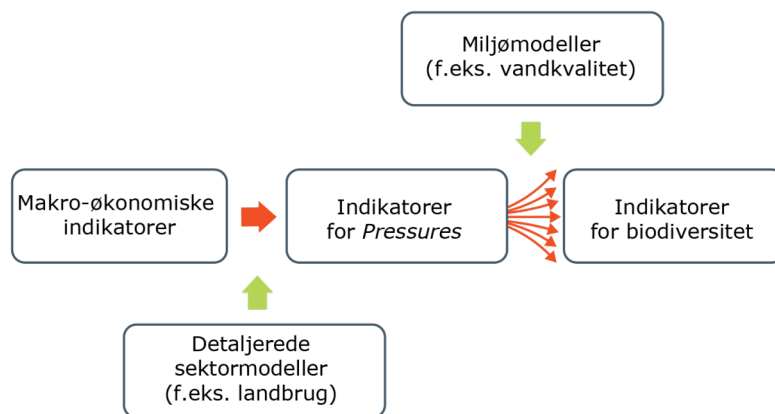 Miljømodeller
(f.eks. vandkvalitet)
Makro-økonomiske
indikatorer
Indikatorer
for Pressures
Indikatorer
for biodiversitet
Detaljerede
sektormodeller
(f.eks. landbrug)